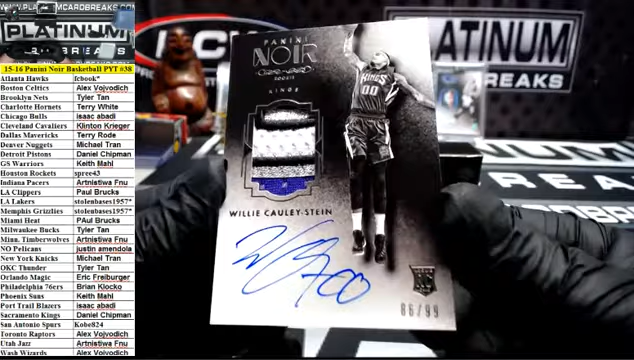 PLATINUMCARDBREAKS.COM
PLATINUM
BREAKS
15-16 Panini Noir Basketball PYT #38
Atlanta Hawks fcbook*
Boston Celtics Alex Vojvodich
Brooklyn Nets Tyler Tan
Charlotte Hornets Terry White
Chicago Bulls isaac abadi
Cleveland Cavaliers Klinton Krieger
Dallas Mavericks Terry Rode
Denver Nuggets Michael Tran
Detroit Pistons Daniel Chipman
GS Warriors Keith Mahl
Houston Rockets spree43
Indiana Pacers Artnistiwa Fnu
LA Clippers Paul Brucks
LA Lakers stolenbases1957*
Memphis Grizzlies stolenbases1957*
Miami Heat PAul Brucks
Milwaukee Bucks Tyler Tan
Minn. Timberwolves Artnistiwa Fnu
NO Pelicans justin amendola
New York Knicks Michael Tran
OKC Thunder Tyler Tan
Orlando Magic Eric Freiburger
Philadelphia 76ers Brian Klocko
Phoenix Suns Keith Mahl
Port Trail Blazers isaac abadi
Sacramento Kings Daniel Chipman
San Antonio Spurs Kobe824
Toronto Raptors Alex Vojvodich
Utah Jazz Artnistiwa Fnu
Wash Wizards Alex Vojvodich
PANINI
NOIR
ROOKIE
KINGS
KINGS
00
WILLIE CAULEY-STEIN
RC
86/99
PLATINUM
BREAKS
REA